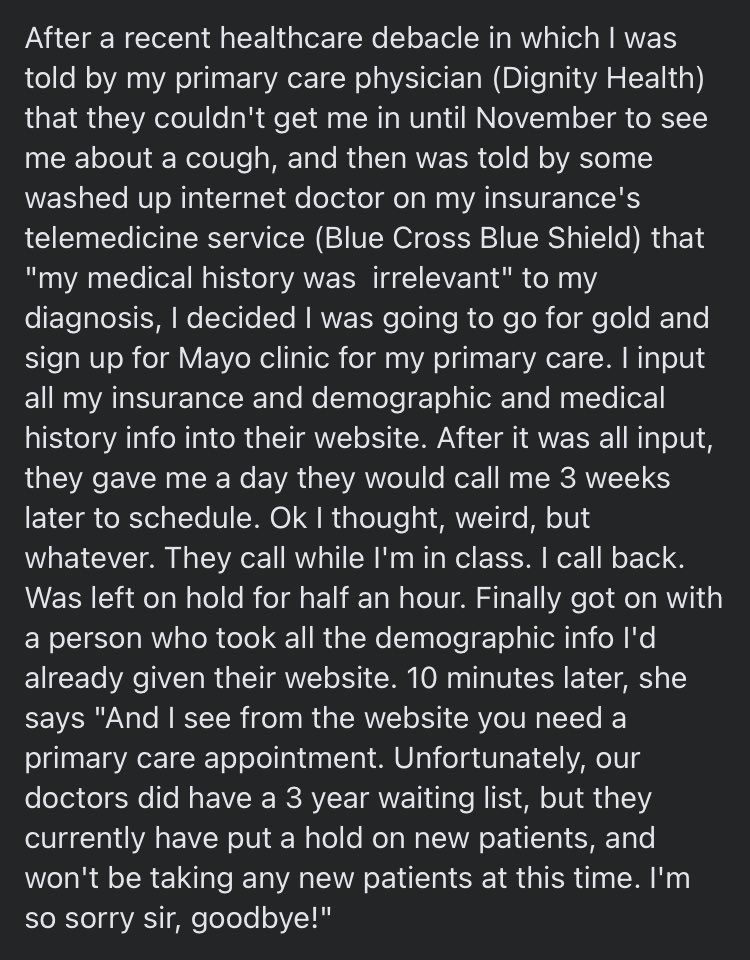 After a recent healthcare debacle in which I was
told by my primary care physician (Dignity Health)
that they couldn't get me in until November to see
me about a cough, and then was told by some
washed up internet doctor on my insurance's
telemedicine service (Blue Cross Blue Shield) that
"my medical history was  irrelevant" to my
diagnosis, I decided I was going to go for gold and
sign up for Mayo clinic for my primary care. I input
all my insurance and demographic and medical
history info into their website. After it was all input,
they gave me a day they would call me 3 weeks
later to schedule. Ok I thought, weird, but
whatever. They call while I'm in class. I call back.
Was left on hold for half an hour. Finally got on with
a person who took all the demographic info I'd
already given their website. 10 minutes later, she
says "And I see from the website you need a
primary care appointment. Unfortunately, our
doctors did have a 3 year waiting list, but they
currently have put a hold on new patients, and
won't be taking any new patients at this time. I'm
so sorry sir, goodbye!"